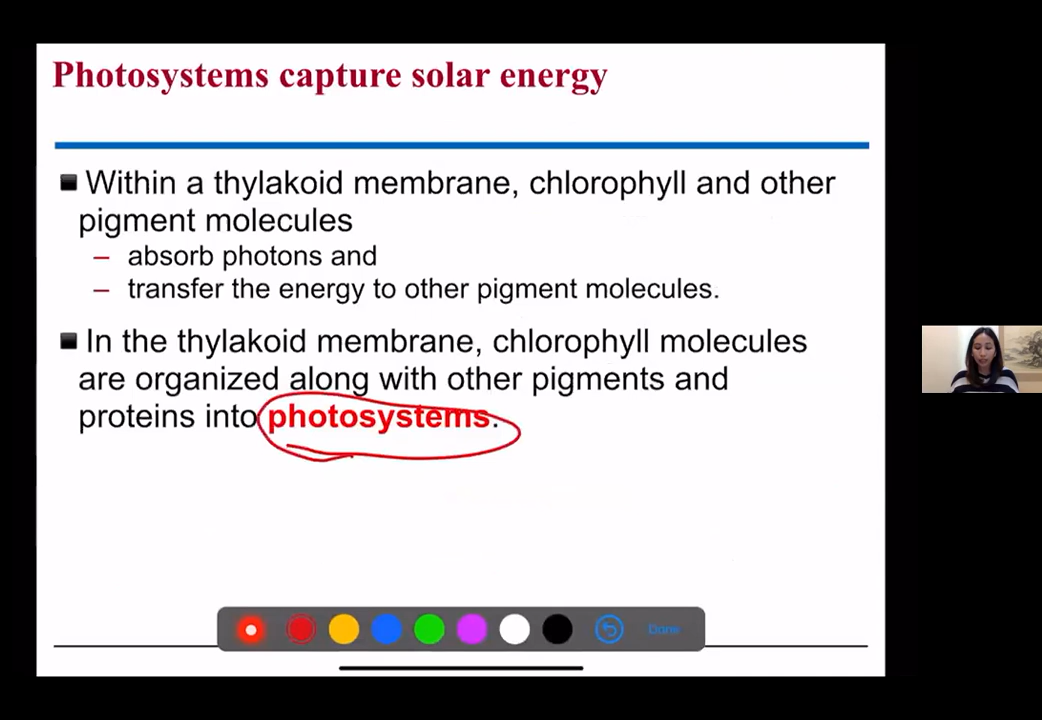 Photosystems capture solar energy
Within a thylakoid membrane, chlorophyll and other
pigment molecules
– absorb photons and
– transfer the energy to other pigment molecules.
In the thylakoid membrane, chlorophyll molecules
are organized along with other pigments and
proteins into photosystems.
Done